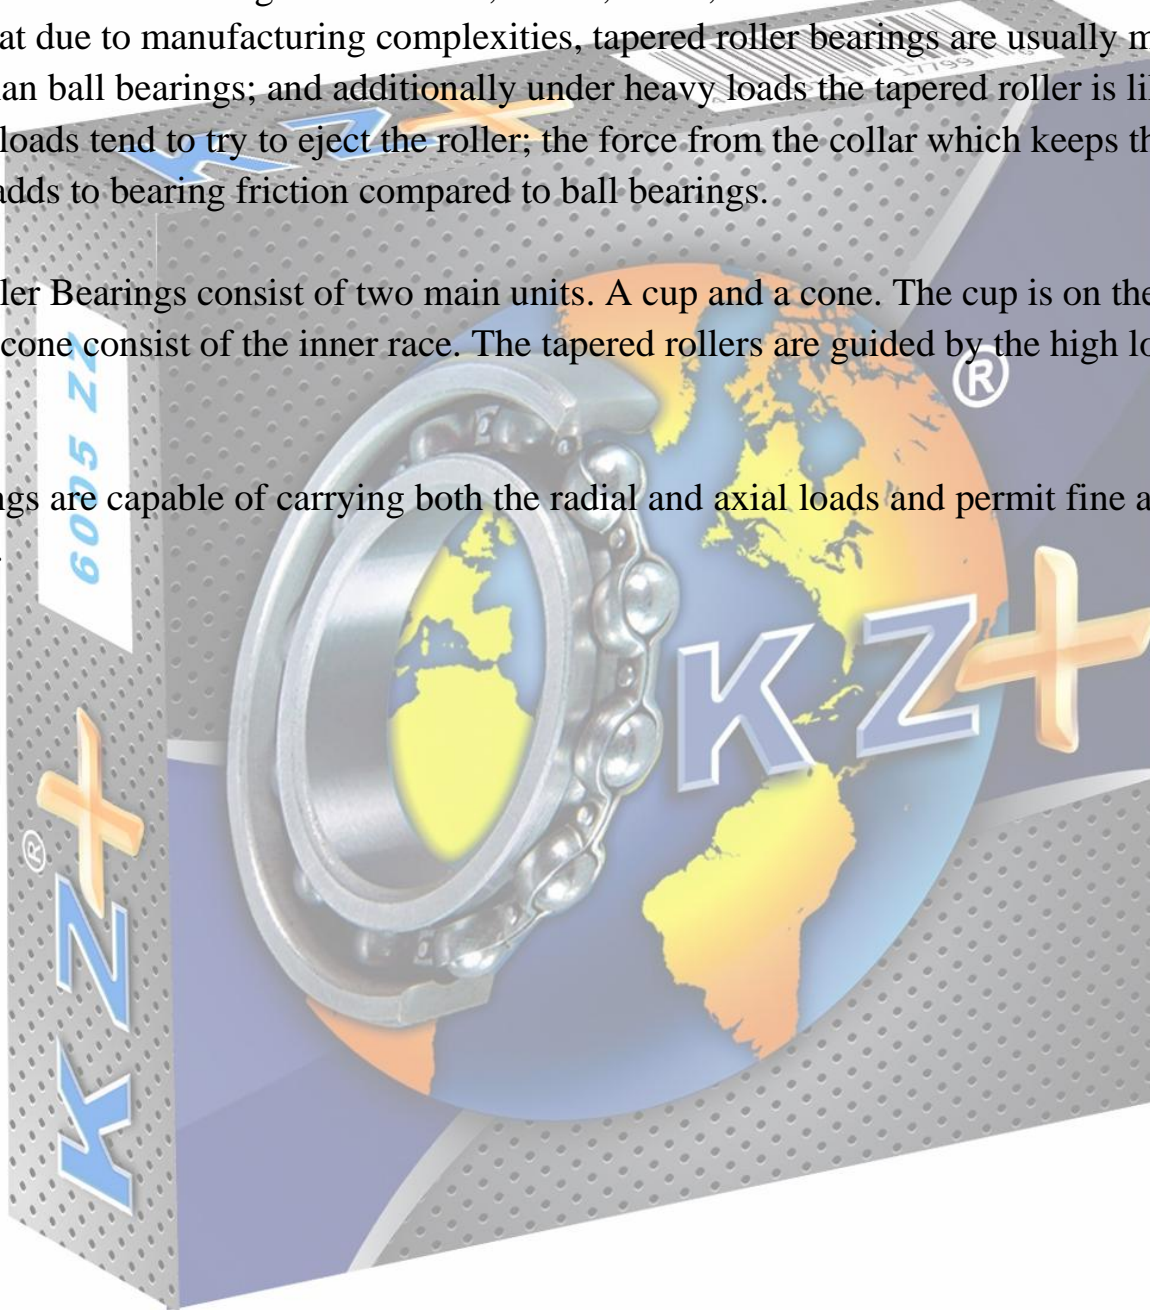 at due to manufacturing complexities, tapered roller bearings are usually m
an ball bearings; and additionally under heavy loads the tapered roller is li
loads tend to try to eject the roller; the force from the collar which keeps th
adds to bearing friction compared to ball bearings.
ler Bearings consist of two main units. A cup and a cone. The cup is on the
cone consist of the inner race. The tapered rollers are guided by the high lo
ngs are capable of carrying both the radial and axial loads and permit fine a
17799
KZ+
6005 ZZ
®
KZ+
KZ+®